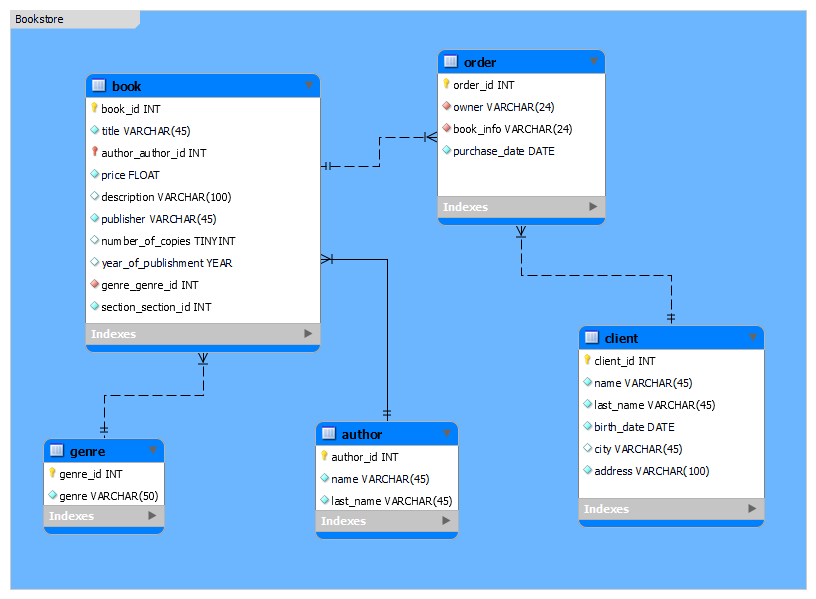 Bookstore
book
book_id INT
title VARCHAR(45)
author_author_id INT
price FLOAT
description VARCHAR(100)
publisher VARCHAR(45)
number_of_copies TINYINT
year_of_publishment YEAR
genre_genre_id INT
section_section_id INT
Indexes
order
order_id INT
owner VARCHAR(24)
book_info VARCHAR(24)
purchase_date DATE
Indexes
client
client_id INT
name VARCHAR(45)
last_name VARCHAR(45)
birth_date DATE
city VARCHAR(45)
address VARCHAR(100)
Indexes
genre
genre_id INT
genre VARCHAR(50)
Indexes
author
author_id INT
name VARCHAR(45)
last_name VARCHAR(45)
Indexes